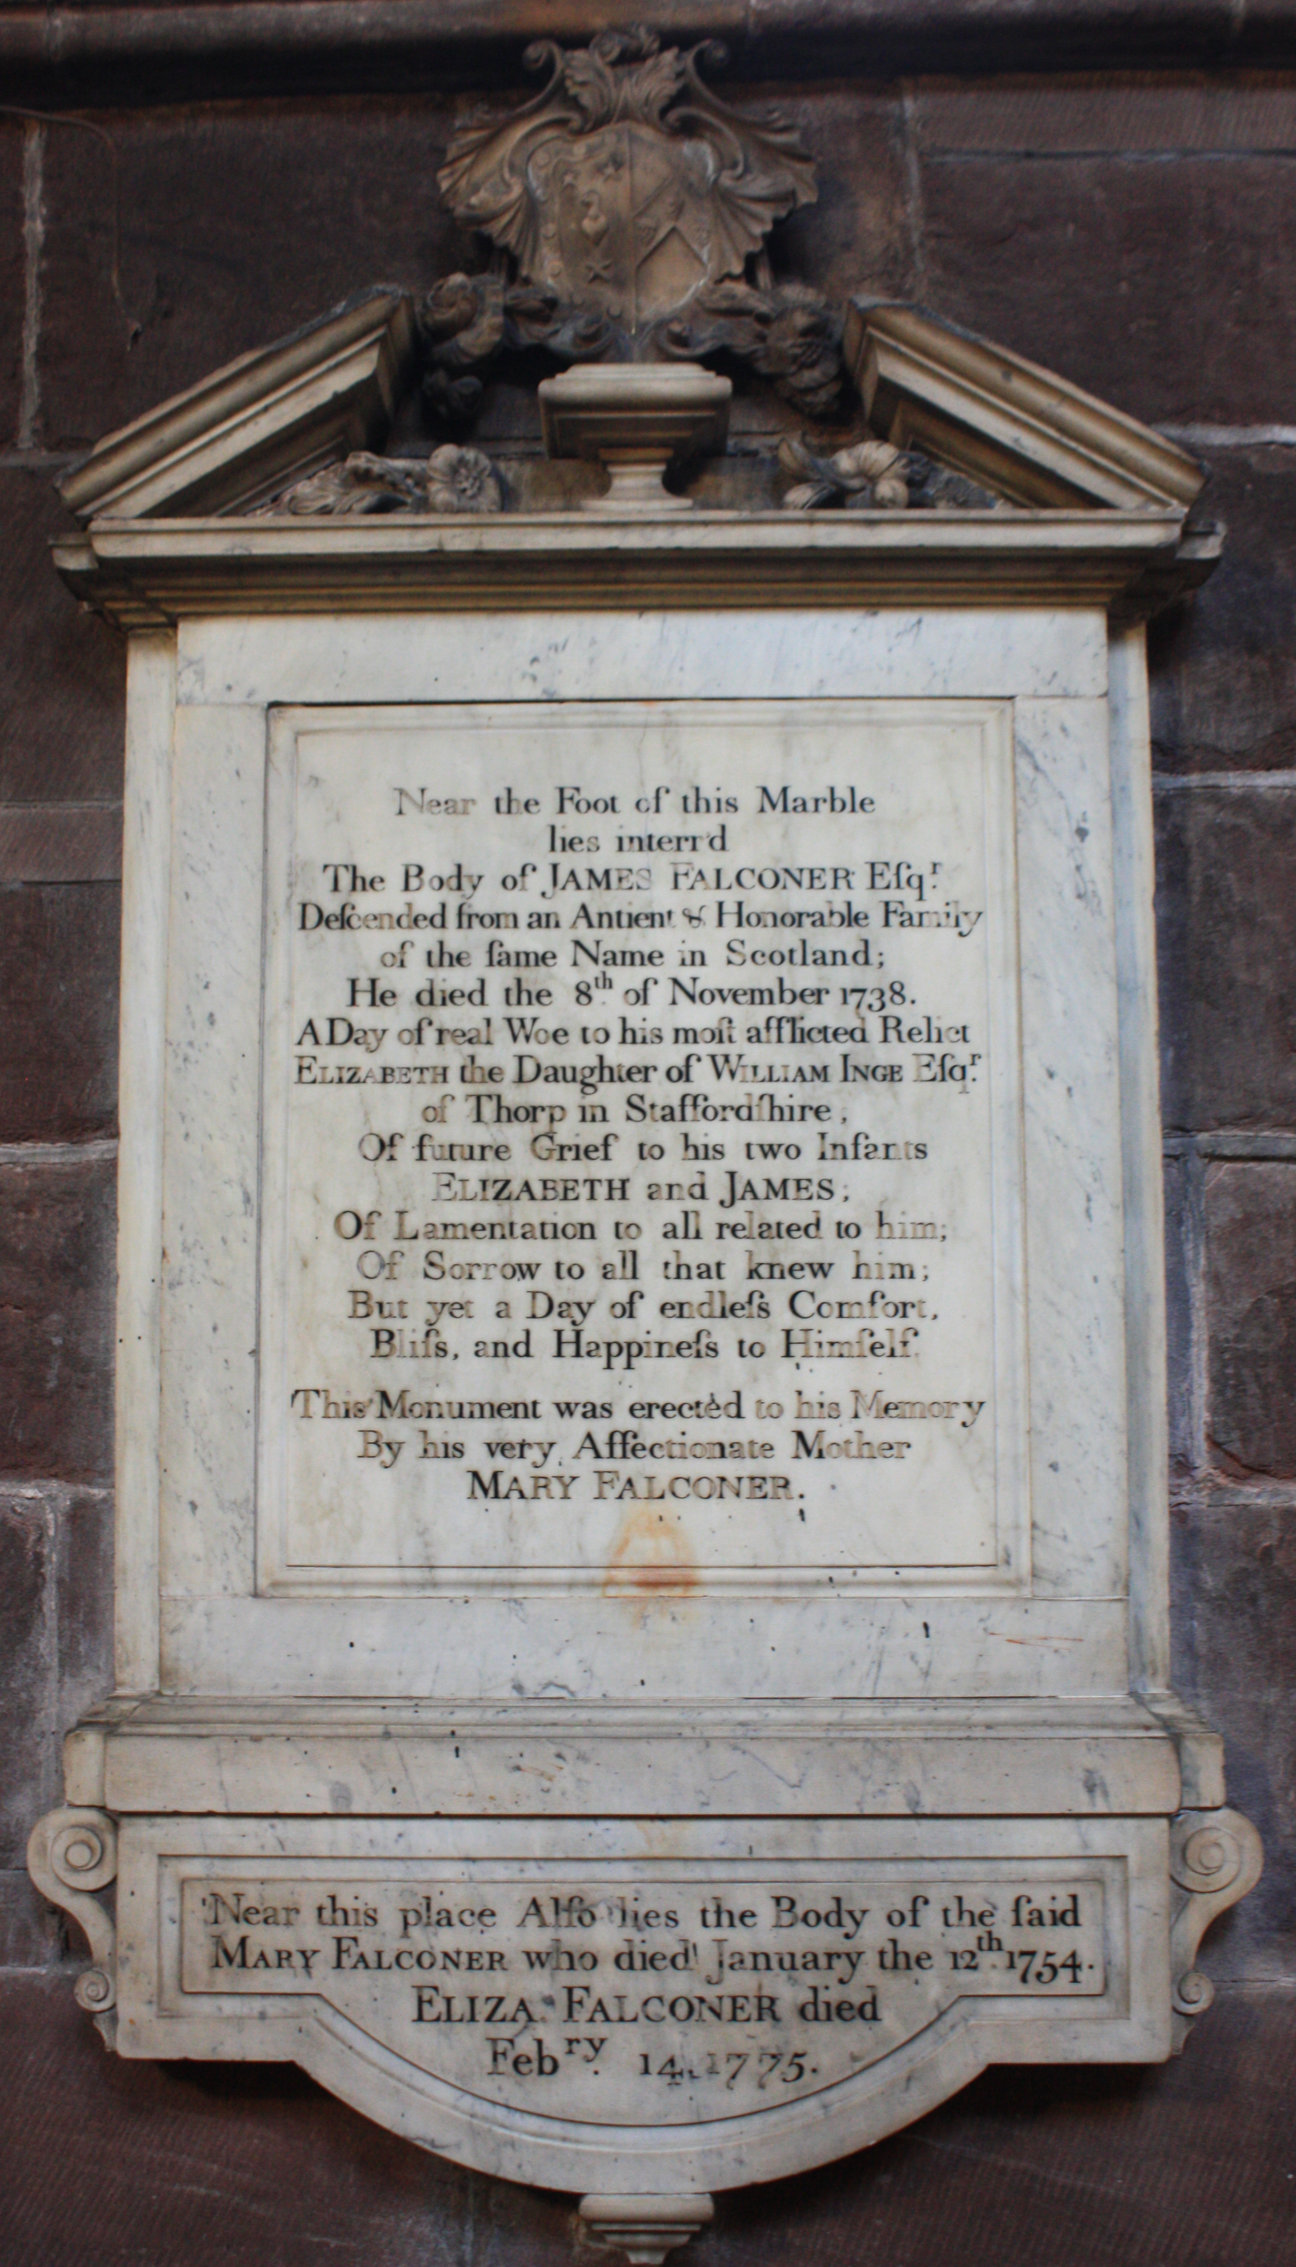 Near the Foot of this Marble
lies interr'd
The Body of JAMES FALCONER Eſqʳ.
Deſcended from an Antient & Honorable Family
of the ſame Name in Scotland;
He died the 8ᵗʰ of November 1738.
A Day of real Woe to his moſt afflicted Relict
ELIZABETH the Daughter of WILLIAM INGE Eſqʳ.
of Thorp in Staffordſhire,
Of future Grief to his two Infants
ELIZABETH and JAMES;
Of Lamentation to all related to him;
Of Sorrow to all that knew him;
But yet a Day of endleſs Comfort,
Bliſs, and Happineſs to Himſelf.
This Monument was erected to his Memory
By his very Affectionate Mother
MARY FALCONER.
Near this place Alſo lies the Body of the ſaid
MARY FALCONER who died January the 12ᵗʰ. 1754.
ELIZA. FALCONER died
Febʳʸ. 14. 1775.